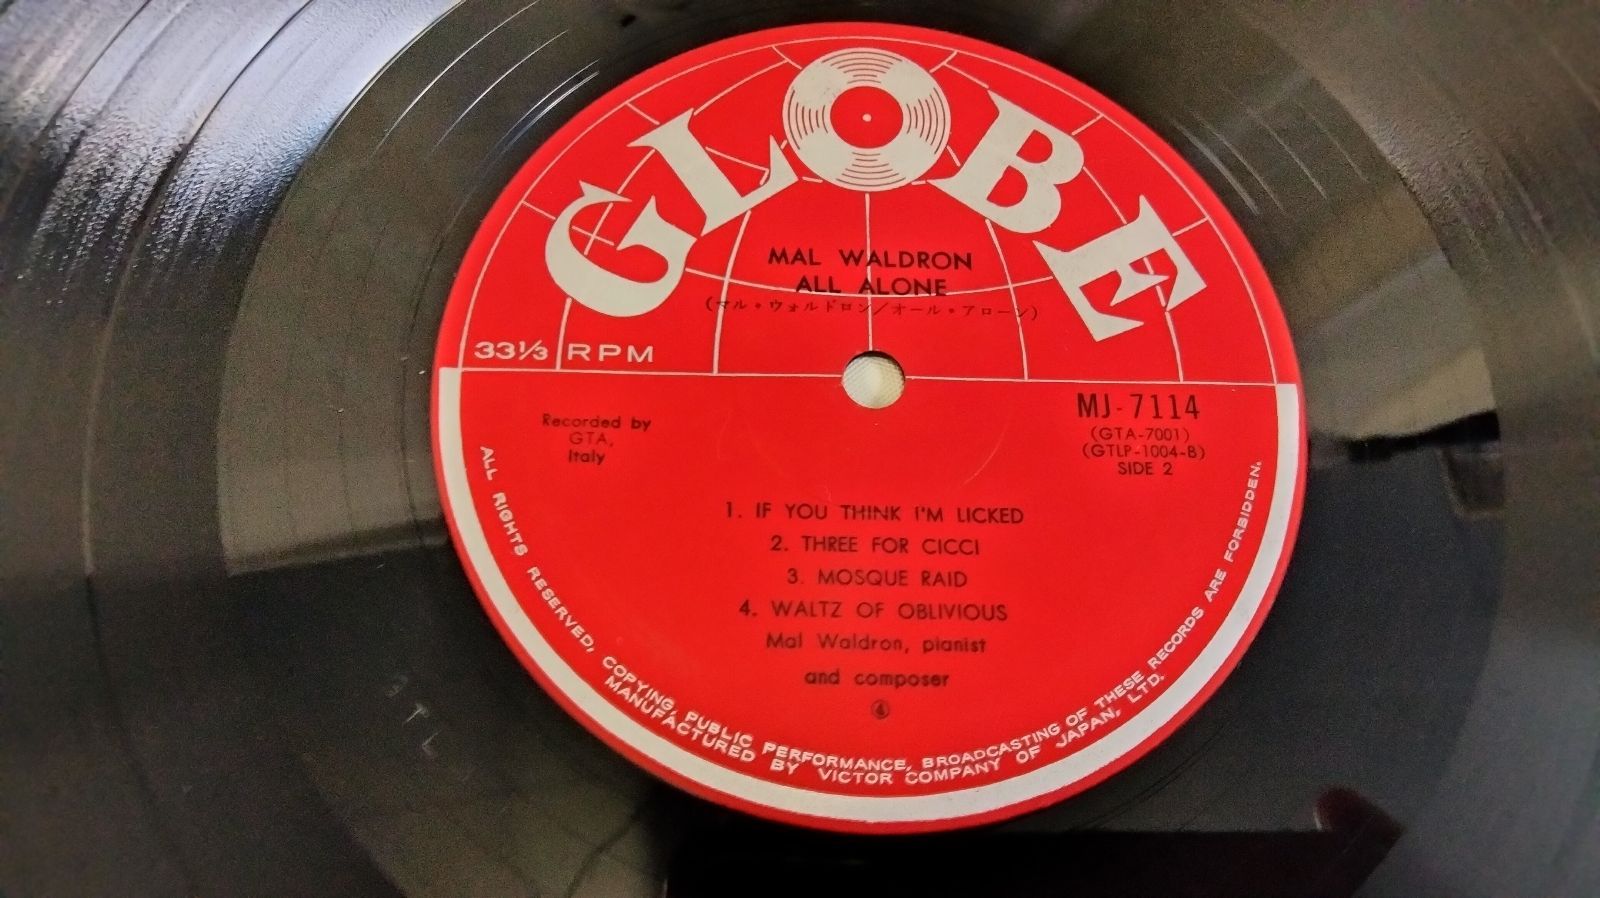 GLOBE
MAL WALDRON
ALL ALONE
(マル・ウォルドロン/オール・アローン)
33⅓ RPM
Recorded by
GTA,
Italy
MJ-7114
(GTA-7001)
(GTLP-1004-B)
SIDE 2
1. IF YOU THINK I'M LICKED
2. THREE FOR CICCI
3. MOSQUE RAID
4. WALTZ OF OBLIVIOUS
Mal Waldron, pianist
and composer
④
ALL RIGHTS RESERVED, COPYING, PUBLIC PERFORMANCE, BROADCASTING OF THESE RECORDS ARE FORBIDDEN.
MANUFACTURED BY VICTOR COMPANY OF JAPAN, LTD.